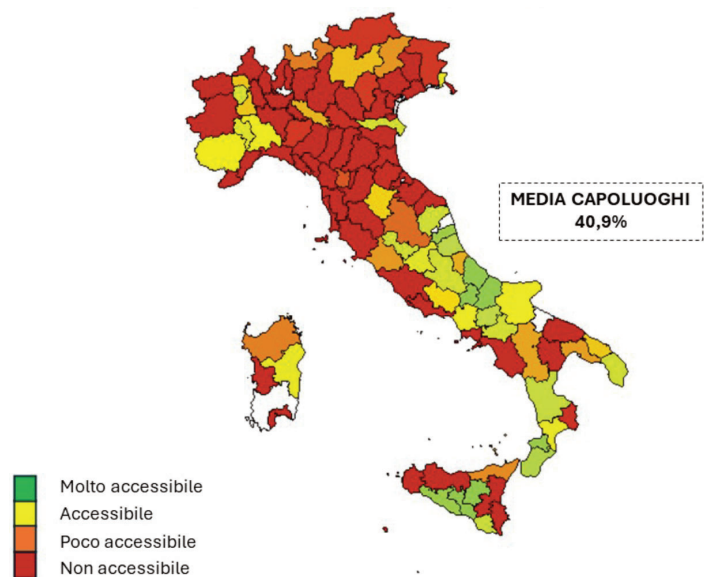 MEDIA CAPOLUOGHI
40,9%
Molto accessibile
Accessibile
Poco accessibile
Non accessibile